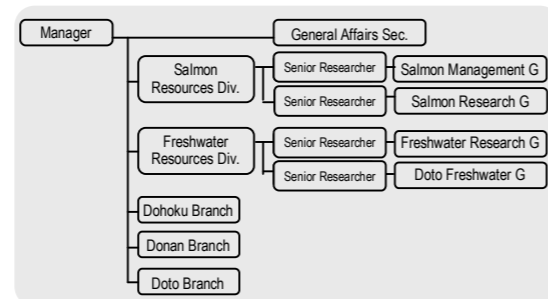 Manager
General Affairs Sec.
Salmon
Resources Div.
Senior Researcher
Salmon Management G
Senior Researcher
Salmon Research G
Freshwater
Resources Div.
Senior Researcher
Freshwater Research G
Senior Researcher
Doto Freshwater G
Dohoku Branch
Donan Branch
Doto Branch